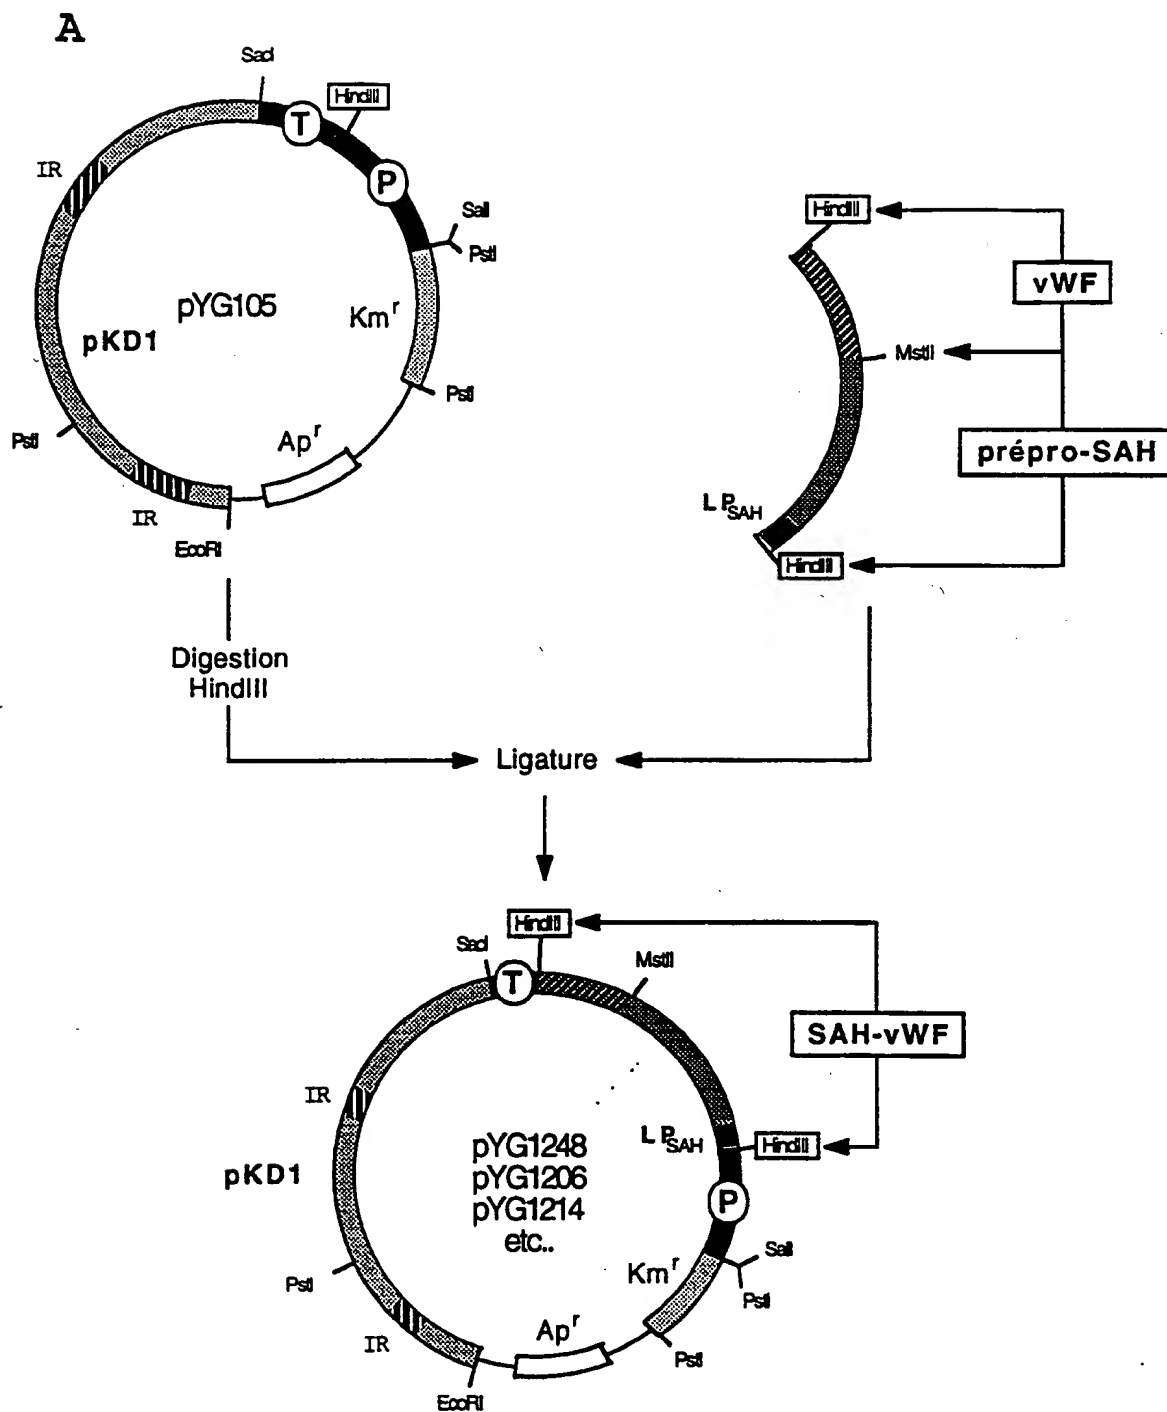 A
SacI
HindIII
T
IR
P
SalI
PstI
pYG105
Km^r
pKD1
PstI
PstI
Ap^r
IR
EcoRI
HindIII
vWF
MstII
prépro-SAH
LP_SAH
HindIII
Digestion
HindIII
Ligature
HindIII
SacI
T
MstII
SAH-vWF
IR
LP_SAH
HindIII
pKD1
pYG1248
pYG1206
pYG1214
etc..
P
SalI
Km^r
PstI
PstI
IR
Ap^r
PstI
EcoRI